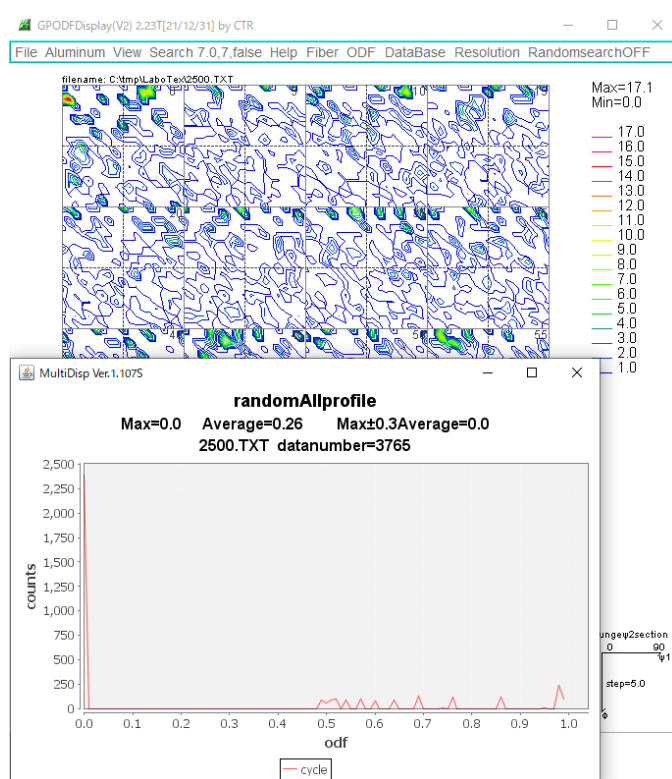 GPODFDisplay(V2) 2.23T[21/12/31] by CTR
File Aluminum View Search 7.0,7,false Help Fiber ODF DataBase Resolution RandomsearchOFF
filename: C:\tmp\LaboTex\2500.TXT
Max=17.1
Min=0.0
17.0
16.0
15.0
14.0
13.0
12.0
11.0
10.0
9.0
8.0
7.0
6.0
5.0
4.0
3.0
2.0
1.0
MultiDisp Ver.1.107S
randomAllprofile
Max=0.0 Average=0.26 Max±0.3Average=0.0
2500.TXT datanumber=3765
2,500
2,250
2,000
1,750
1,500
1,250
1,000
750
500
250
0
counts
0.0 0.1 0.2 0.3 0.4 0.5 0.6 0.7 0.8 0.9 1.0
odf
cycle
ungeψ2section
0 90
ψ1
step=5.0
Φ